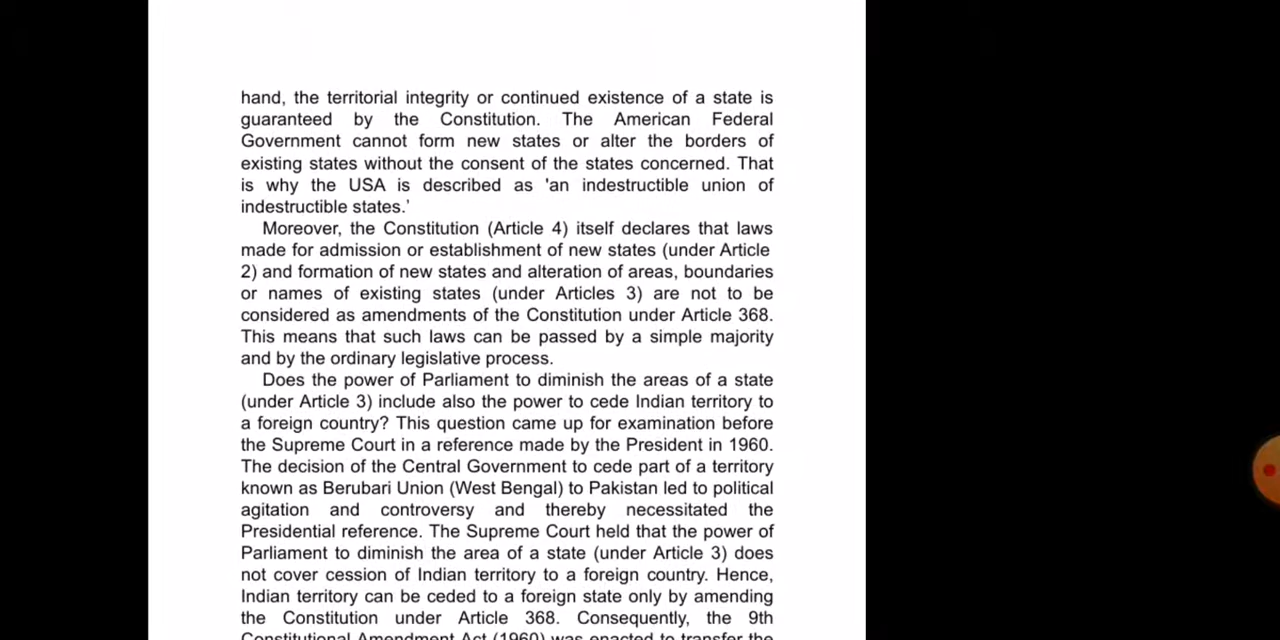 hand, the territorial integrity or continued existence of a state is
guaranteed by the Constitution. The American Federal
Government cannot form new states or alter the borders of
existing states without the consent of the states concerned. That
is why the USA is described as 'an indestructible union of
indestructible states.'
Moreover, the Constitution (Article 4) itself declares that laws
made for admission or establishment of new states (under Article
2) and formation of new states and alteration of areas, boundaries
or names of existing states (under Articles 3) are not to be
considered as amendments of the Constitution under Article 368.
This means that such laws can be passed by a simple majority
and by the ordinary legislative process.
Does the power of Parliament to diminish the areas of a state
(under Article 3) include also the power to cede Indian territory to
a foreign country? This question came up for examination before
the Supreme Court in a reference made by the President in 1960.
The decision of the Central Government to cede part of a territory
known as Berubari Union (West Bengal) to Pakistan led to political
agitation and controversy and thereby necessitated the
Presidential reference. The Supreme Court held that the power of
Parliament to diminish the area of a state (under Article 3) does
not cover cession of Indian territory to a foreign country. Hence,
Indian territory can be ceded to a foreign state only by amending
the Constitution under Article 368. Consequently, the 9th
Constitutional Amendment Act (1960) was enacted to transfer the